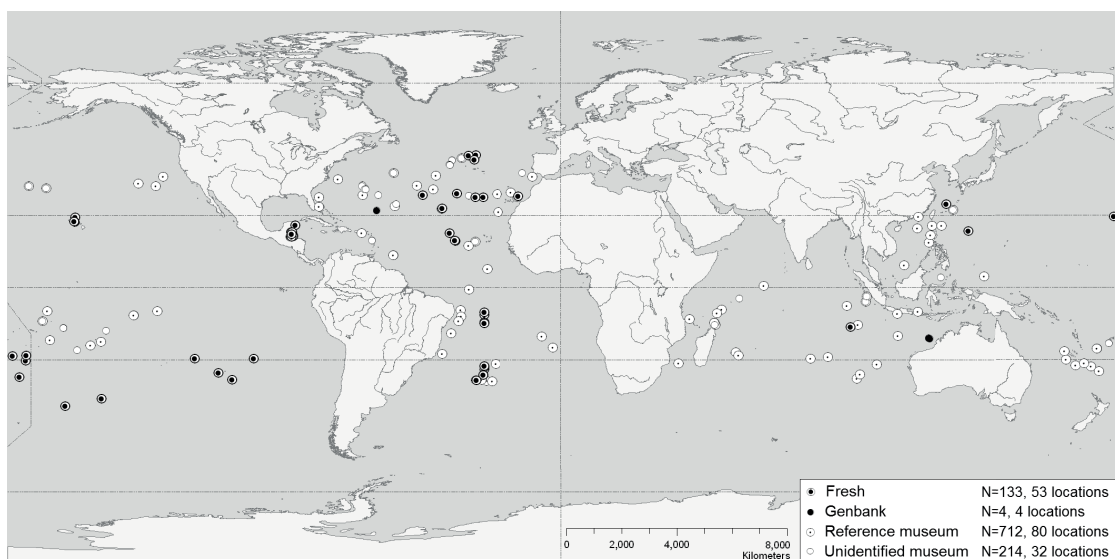 Fresh N=133, 53 locations
Genbank N=4, 4 locations
Reference museum N=712, 80 locations
Unidentified museum N=214, 32 locations
0 2,000 4,000 8,000
Kilometers